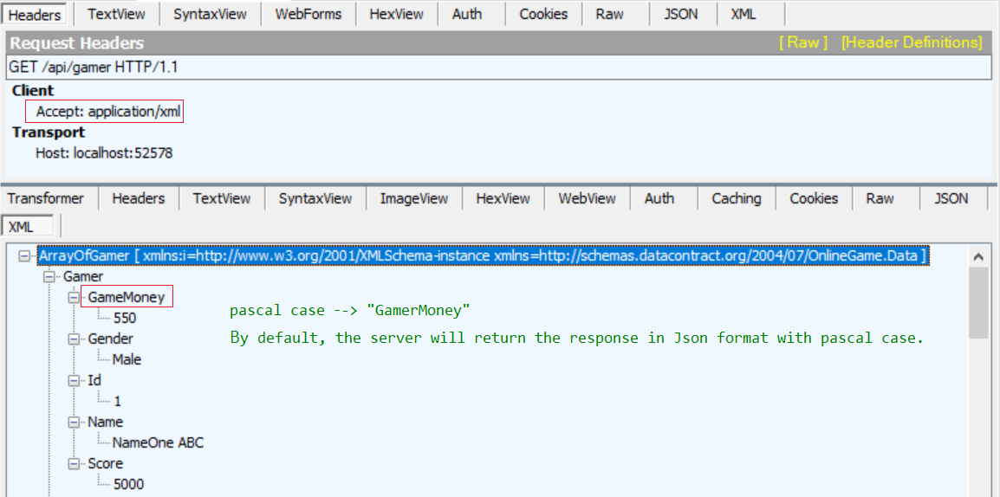 Headers TextView SyntaxView WebForms HexView Auth Cookies Raw JSON XML
Request Headers [ Raw ] [Header Definitions]
GET /api/gamer HTTP/1.1
Client
Accept: application/xml
Transport
Host: localhost:52578
Transformer Headers TextView SyntaxView ImageView HexView WebView Auth Caching Cookies Raw JSON
XML
ArrayOfGamer [ xmlns:i=http://www.w3.org/2001/XMLSchema-instance xmlns=http://schemas.datacontract.org/2004/07/OnlineGame.Data ]
Gamer
GameMoney
550
pascal case --> "GamerMoney"
Gender
By default, the server will return the response in Json format with pascal case.
Male
Id
1
Name
NameOne ABC
Score
5000